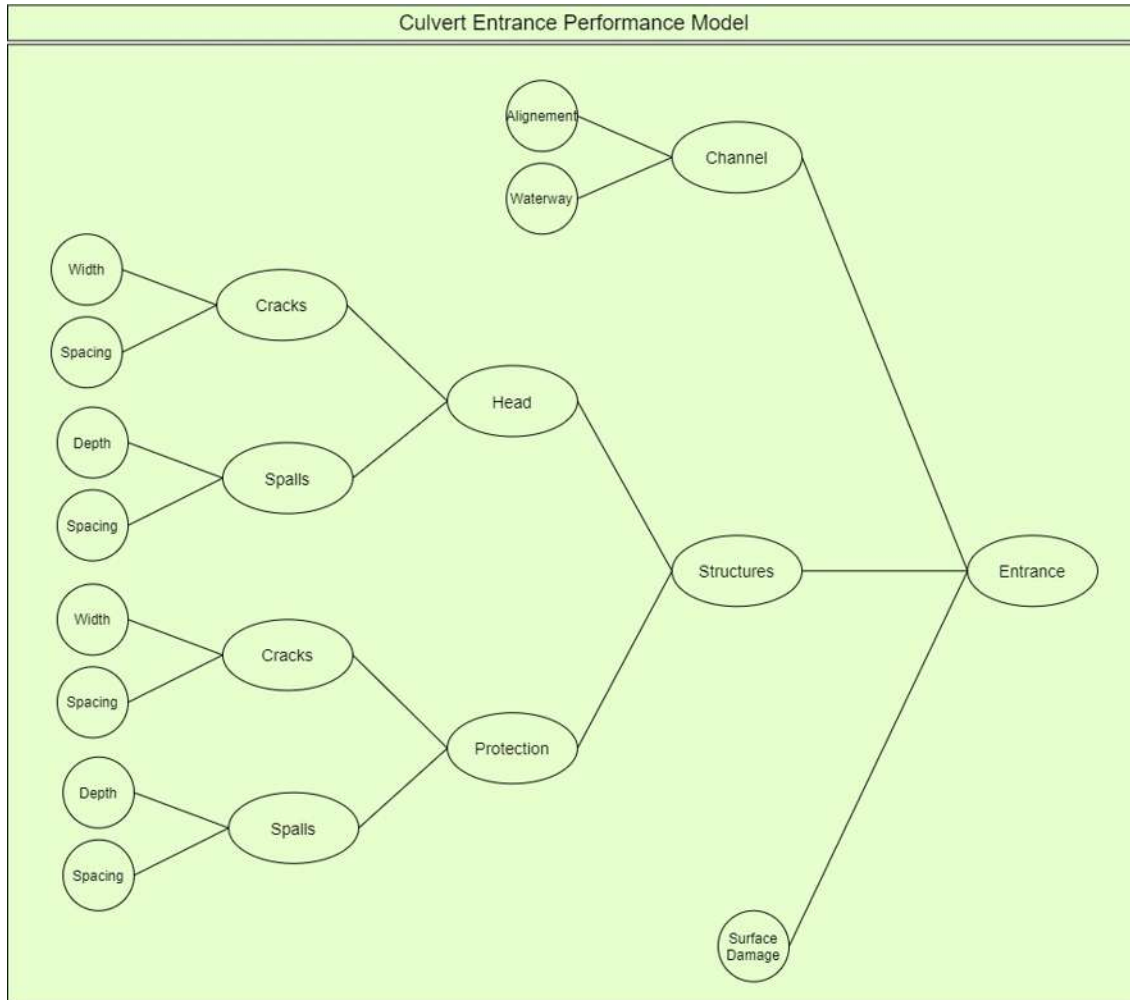 Culvert Entrance Performance Model
Alignement
Channel
Waterway
Width
Cracks
Spacing
Head
Depth
Spalls
Spacing
Structures
Entrance
Width
Cracks
Spacing
Protection
Depth
Spalls
Spacing
Surface
Damage